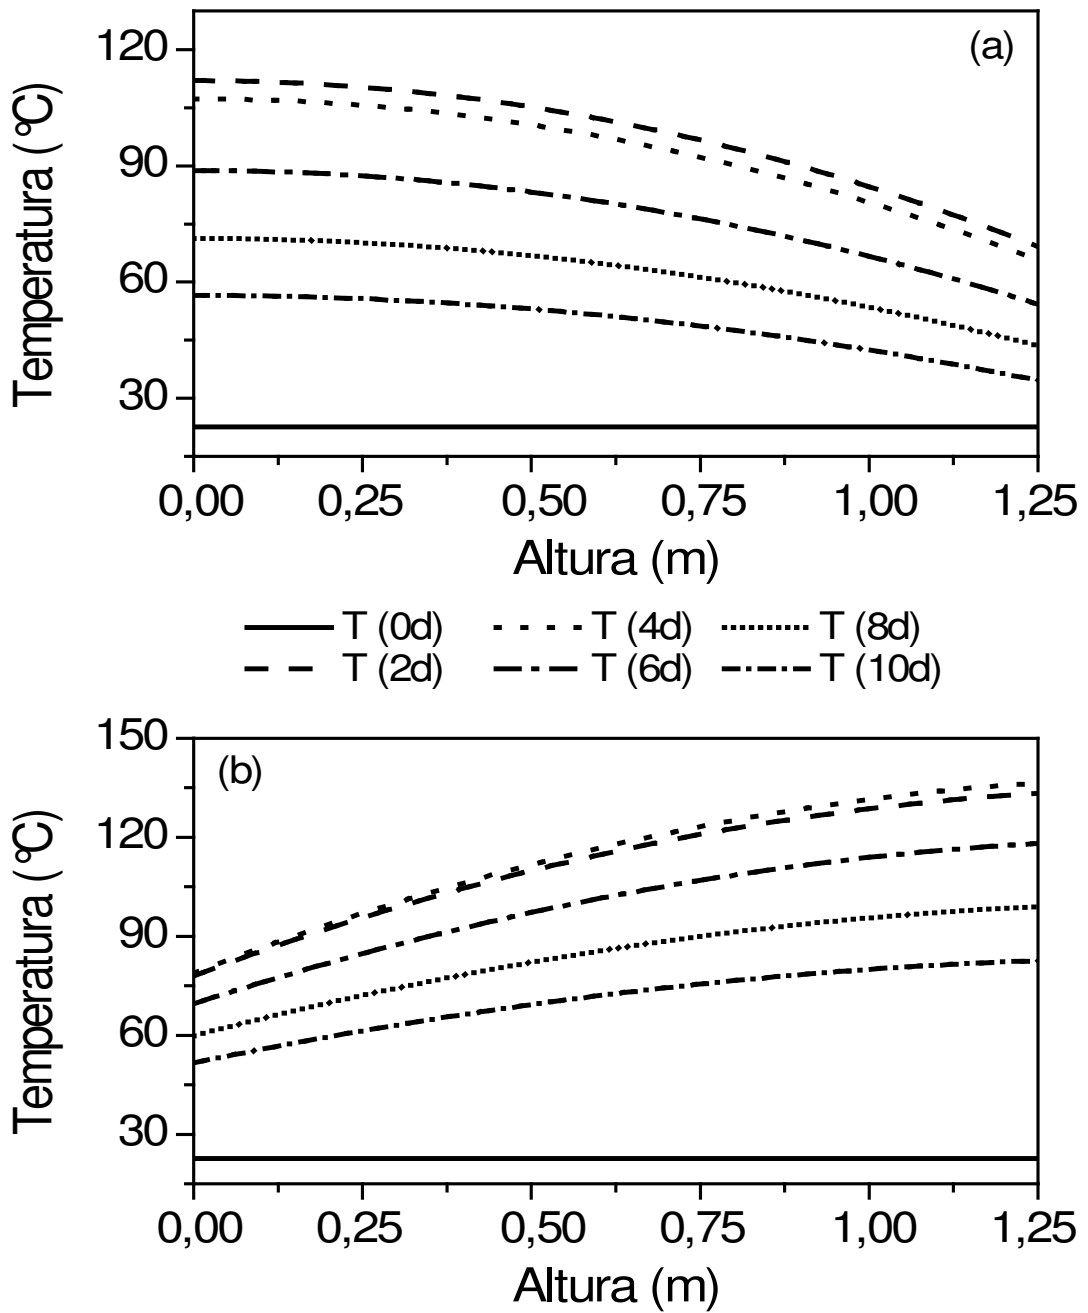 (a)
Temperatura (°C)
120
90
60
30
0,00 0,25 0,50 0,75 1,00 1,25
Altura (m)
T (0d) T (4d) T (8d)
T (2d) T (6d) T (10d)
(b)
Temperatura (°C)
150
120
90
60
30
0,00 0,25 0,50 0,75 1,00 1,25
Altura (m)